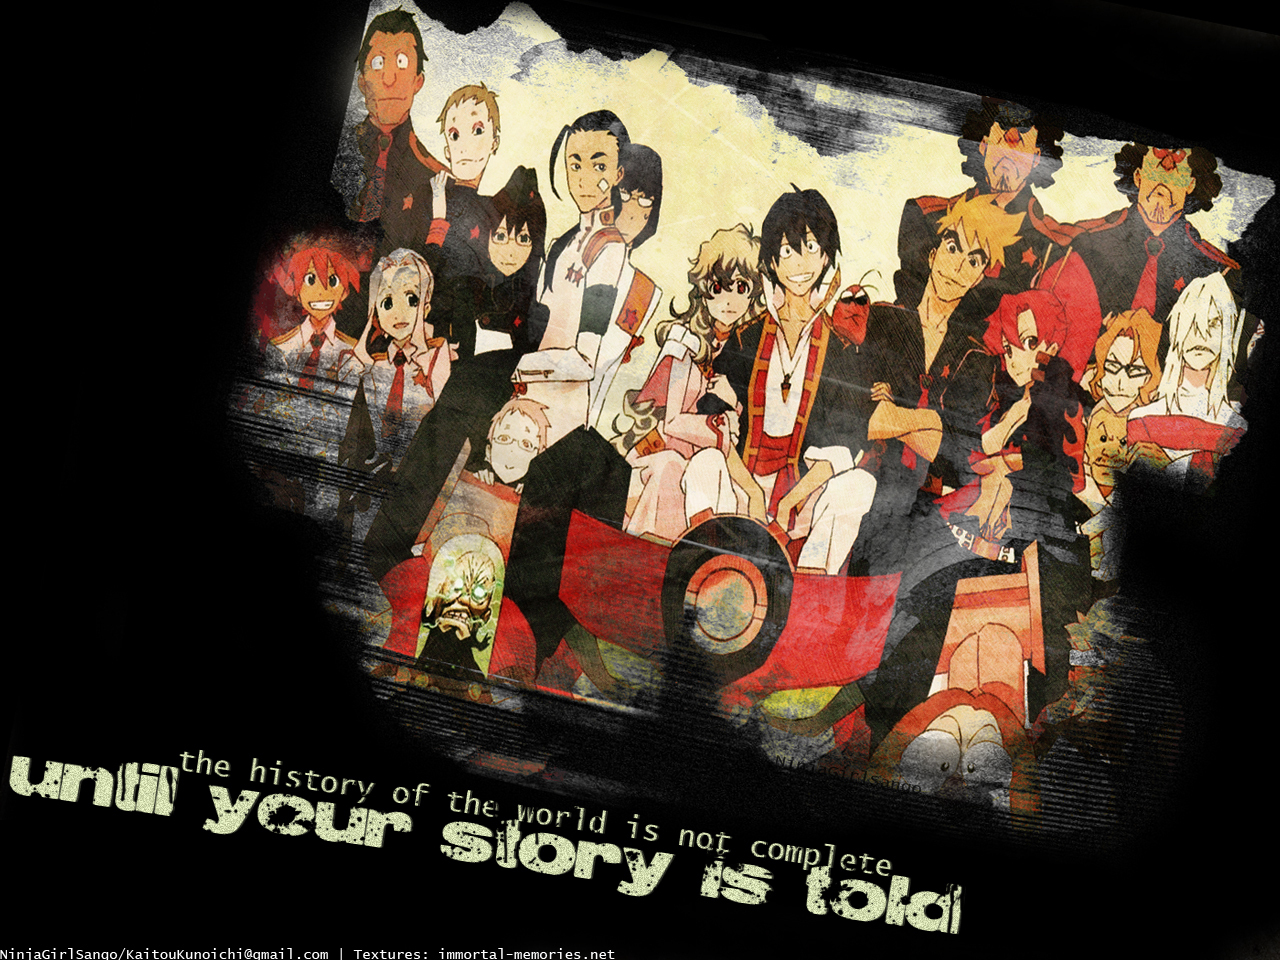 the history of the world is not complete
until your story is told
NinjaGirlSango
NinjaGirlSango/KaitouKunoichi@gmail.com | Textures: immortal-memories.net